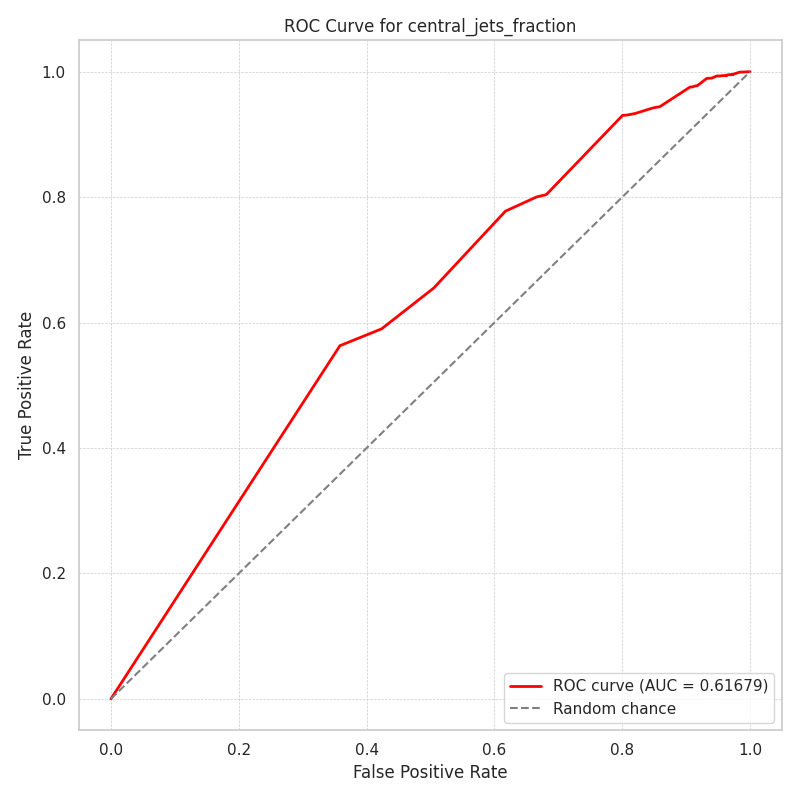 ROC Curve for central_jets_fraction
True Positive Rate
1.0
0.8
0.6
0.4
0.2
0.0
ROC curve (AUC = 0.61679)
Random chance
0.0 0.2 0.4 0.6 0.8 1.0
False Positive Rate